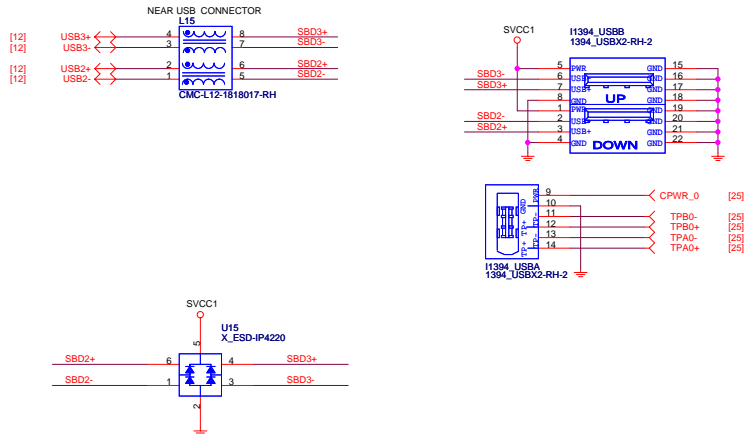 NEAR USB CONNECTOR
L15
[12] USB3+ 4 8 SBD3+
[12] USB3- 3 7 SBD3-
[12] USB2+ 2 6 SBD2+
[12] USB2- 1 5 SBD2-
CMC-L12-1818017-RH
SVCC1
I1394_USBB
1394_USBX2-RH-2
5 PWR GND 15
SBD3- 6 USB- GND 16
SBD3+ 7 USB+ GND 17
8 GND UP GND 18
1 PWR GND 19
SBD2- 2 USB- GND 20
SBD2+ 3 USB+ GND 21
4 GND DOWN GND 22
PWR 9 CPWR_0 [25]
GND 10
TP- 11 TPB0- [25]
TP+ 12 TPB0+ [25]
TP- 13 TPA0- [25]
TP+ 14 TPA0+ [25]
I1394_USBA
1394_USBX2-RH-2
SVCC1
U15
X_ESD-IP4220
5
SBD2+ 6 4 SBD3+
SBD2- 1 3 SBD3-
2